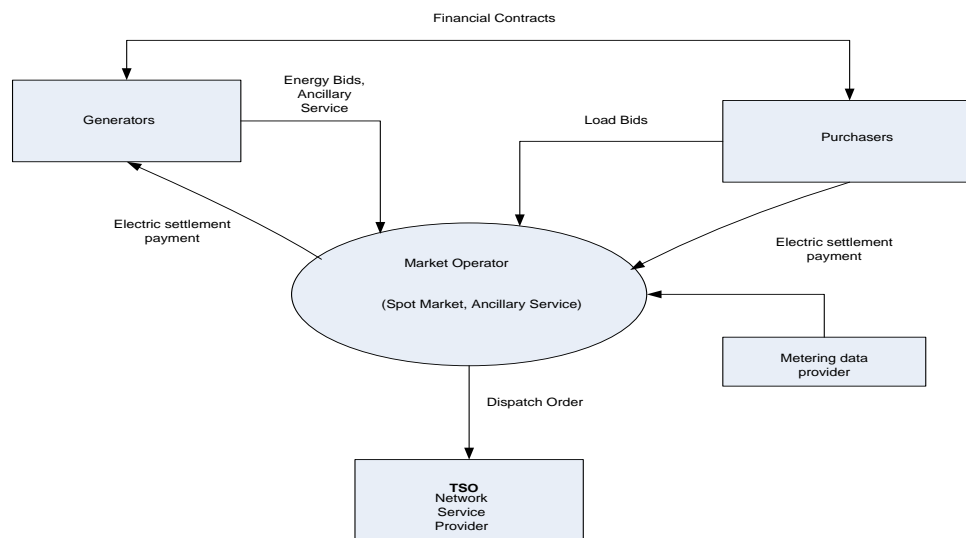 Financial Contracts
Energy Bids,
Ancillary
Service
Generators
Load Bids
Purchasers
Electric settlement
payment
Electric settlement
payment
Market Operator
(Spot Market, Ancillary Service)
Metering data
provider
Dispatch Order
TSO
Network
Service
Provider